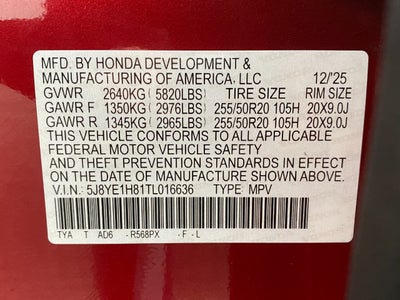 MFD. BY HONDA DEVELOPMENT &
MANUFACTURING OF AMERICA, LLC 12/'25
GVWR 2640KG (5820LBS) TIRE SIZE RIM SIZE
GAWR F 1350KG (2976LBS) 255/50R20 105H 20X9.0J
GAWR R 1345KG (2965LBS) 255/50R20 105H 20X9.0J
THIS VEHICLE CONFORMS TO ALL APPLICABLE
FEDERAL MOTOR VEHICLE SAFETY
AND THEFT PREVENTION STANDARDS IN EFFECT
ON THE DATE OF MANUFACTURE SHOWN ABOVE.
V.I.N: 5J8YE1H81TL016636 TYPE: MPV
TYA T AD6 - R568PX - F - L